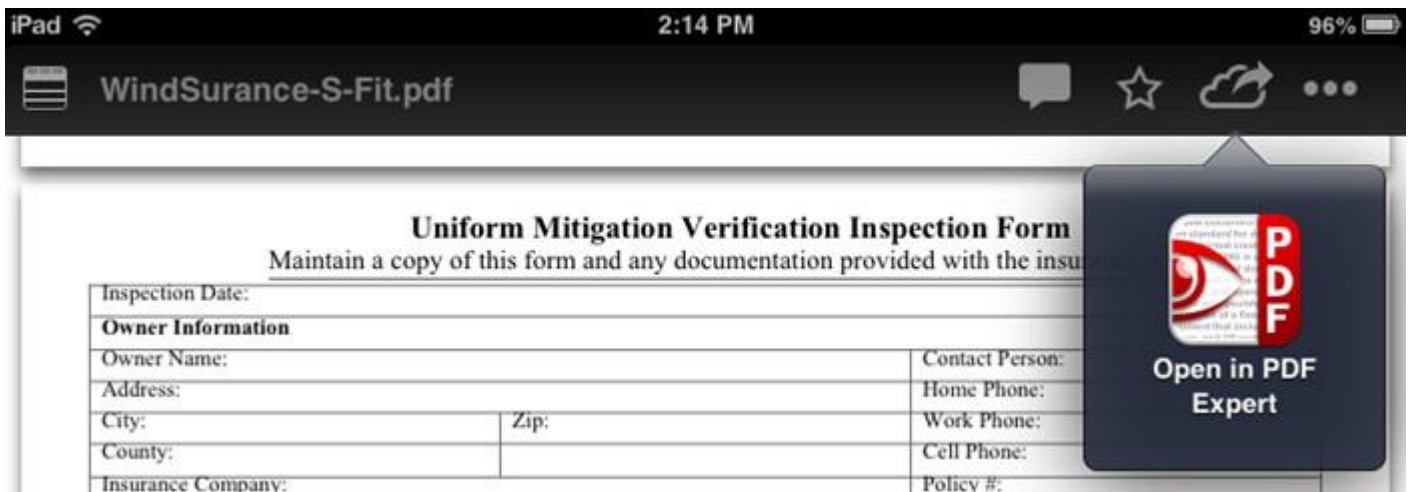 iPad 2:14 PM 96%
WindSurance-S-Fit.pdf
Uniform Mitigation Verification Inspection Form
Maintain a copy of this form and any documentation provided with the
Inspection Date:
Owner Information
Owner Name: Contact Person:
Address: Home Phone:
City: Zip: Work Phone:
County: Cell Phone:
Insurance Company: Policy #:
PDF
Open in PDF
Expert